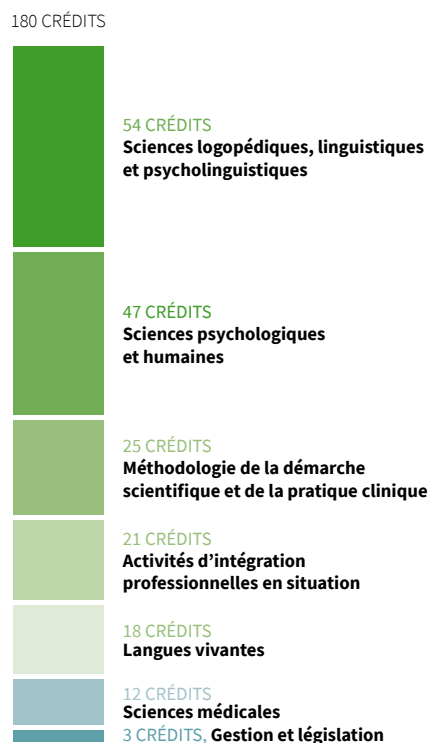 180 CRÉDITS
54 CRÉDITS
Sciences logopédiques, linguistiques
et psycholinguistiques
47 CRÉDITS
Sciences psychologiques
et humaines
25 CRÉDITS
Méthodologie de la démarche
scientifique et de la pratique clinique
21 CRÉDITS
Activités d’intégration
professionnelles en situation
18 CRÉDITS
Langues vivantes
12 CRÉDITS
Sciences médicales
3 CRÉDITS, Gestion et législation